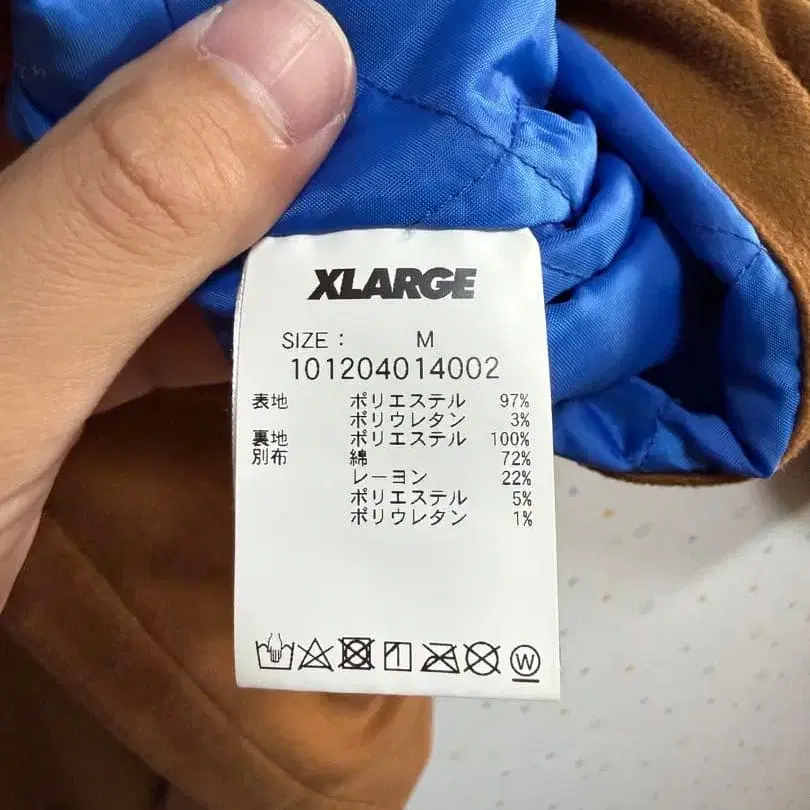 XLARGE
SIZE : M
101204014002
表地 ポリエステル 97%
ポリウレタン 3%
裏地 ポリエステル 100%
別布 綿 72%
レーヨン 22%
ポリエステル 5%
ポリウレタン 1%
W